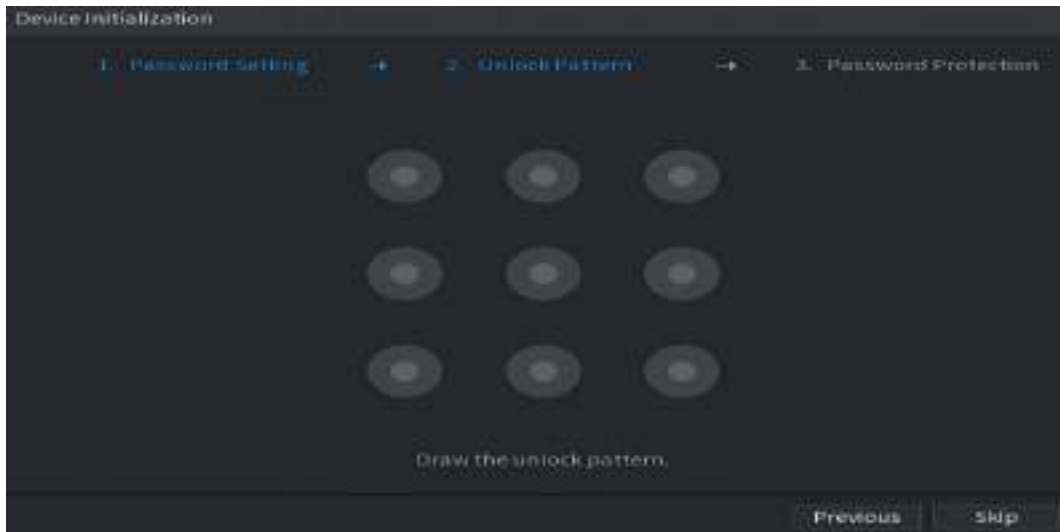 Device Initialization
1. Password Setting → 2. Unlock Pattern → 3. Password Protection
Draw the unlock pattern.
Previous Skip